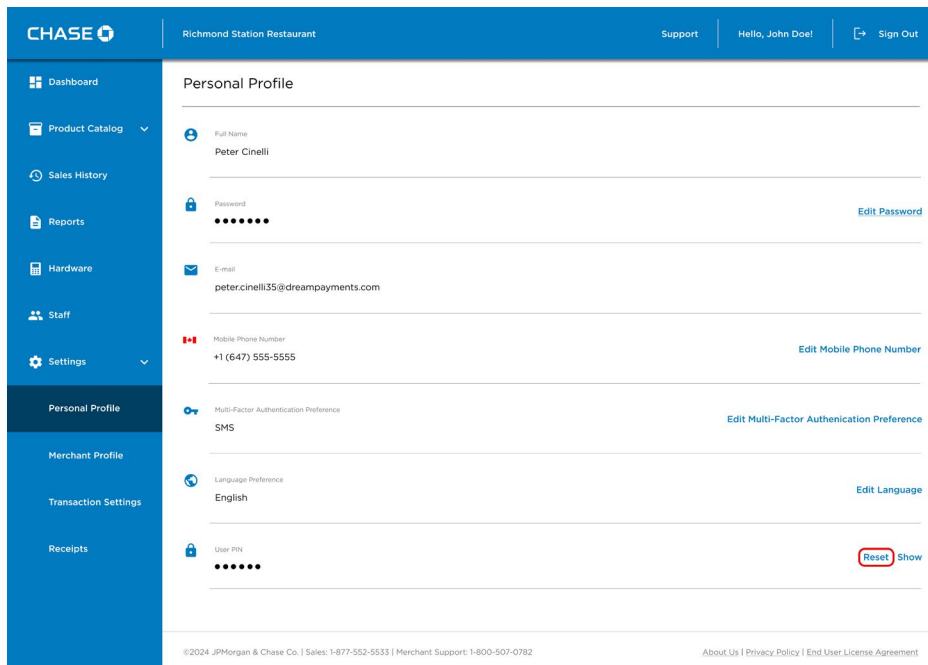 CHASE
Richmond Station Restaurant
Support
Hello, John Doe!
Sign Out
Dashboard
Product Catalog
Sales History
Reports
Hardware
Staff
Settings
Personal Profile
Merchant Profile
Transaction Settings
Receipts
Personal Profile
Full Name
Peter Cinelli
Password
Edit Password
E-mail
peter.cinelli35@dreampayments.com
Mobile Phone Number
+1 (647) 555-5555
Edit Mobile Phone Number
Multi-Factor Authentication Preference
SMS
Edit Multi-Factor Authenication Preference
Language Preference
English
Edit Language
User PIN
Reset Show
©2024 JPMorgan & Chase Co. | Sales: 1-877-552-5533 | Merchant Support: 1-800-507-0782
About Us | Privacy Policy | End User License Agreement